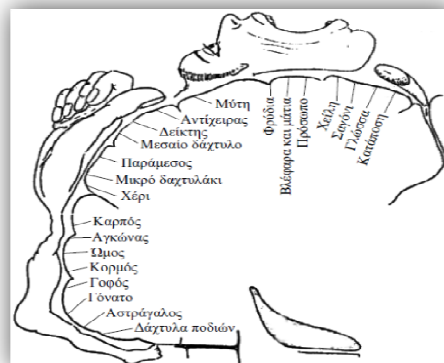 Μύτη
Αντίχειρας
Δείκτης
Μεσαίο δάχτυλο
Παράμεσος
Μικρό δαχτυλάκι
Χέρι
Καρπός
Αγκώνας
Ώμος
Κορμός
Γοφός
Γόνατο
Αστράγαλος
Δάχτυλα ποδιών
Φρύδια
Βλέφαρα και μάτια
Πρόσωπο
Χείλη
Σαγόνι
Γλώσσα
Κατάποση